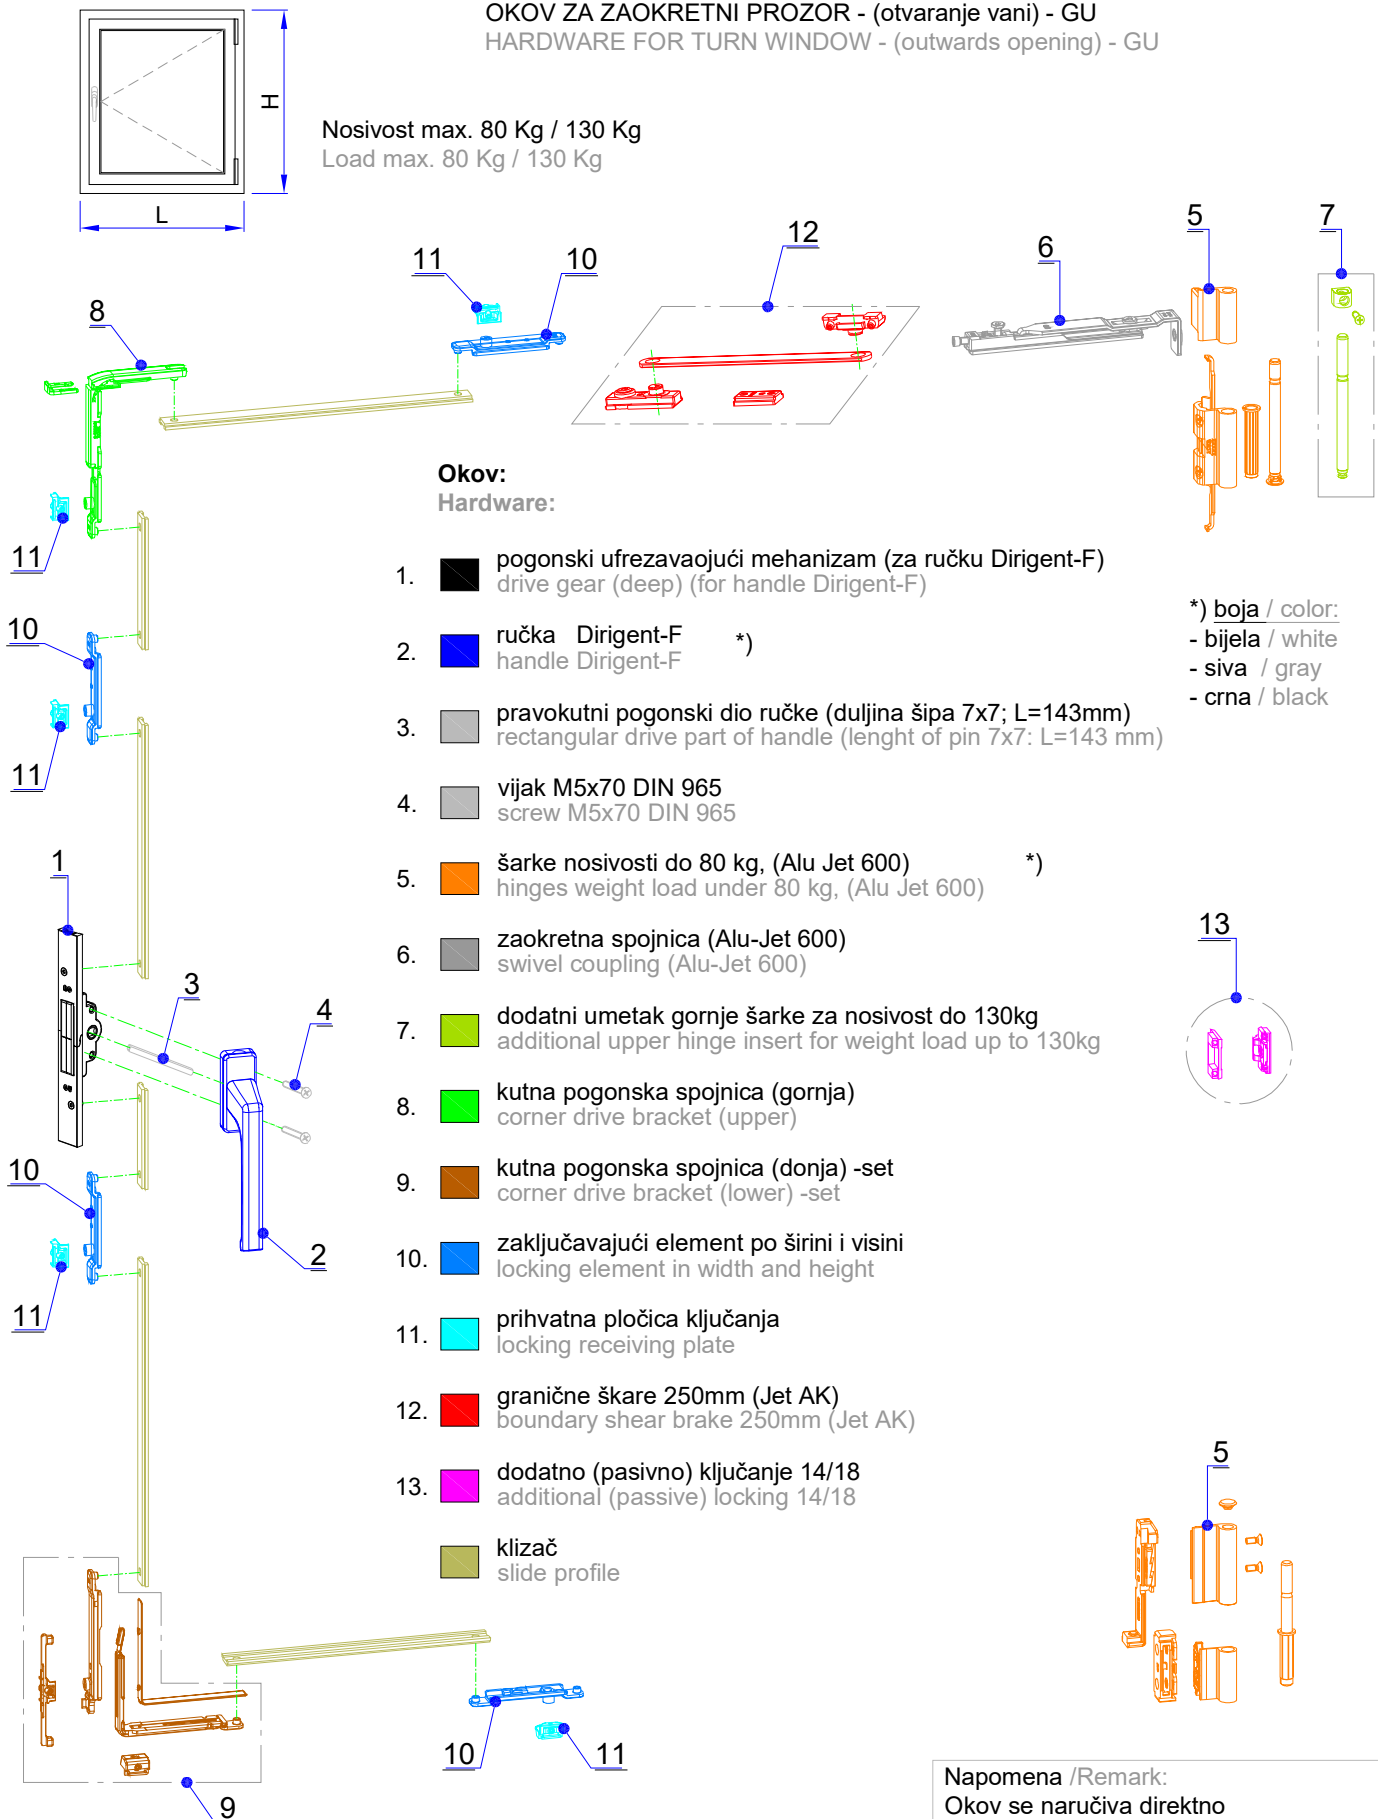 OKOV ZA ZAOKRETNI PROZOR - (otvaranje vani) - GU
HARDWARE FOR TURN WINDOW - (outwards opening) - GU
H
L
Nosivost max. 80 Kg / 130 Kg
Load max. 80 Kg / 130 Kg
5
7
12
6
11
10
8
Okov:
Hardware:
11
10
11
1
3
4
10
2
11
1. pogonski ufrezavaojući mehanizam (za ručku Dirigent-F)
drive gear (deep) (for handle Dirigent-F)
2. ručka Dirigent-F *)
handle Dirigent-F
3. pravokutni pogonski dio ručke (duljina šipa 7x7; L=143mm)
rectangular drive part of handle (lenght of pin 7x7: L=143 mm)
4. vijak M5x70 DIN 965
screw M5x70 DIN 965
5. šarke nosivosti do 80 kg, (Alu Jet 600) *)
hinges weight load under 80 kg, (Alu Jet 600)
6. zaokretna spojnica (Alu-Jet 600)
swivel coupling (Alu-Jet 600)
7. dodatni umetak gornje šarke za nosivost do 130kg
additional upper hinge insert for weight load up to 130kg
8. kutna pogonska spojnica (gornja)
corner drive bracket (upper)
9. kutna pogonska spojnica (donja) -set
corner drive bracket (lower) -set
10. zaključavajući element po širini i visini
locking element in width and height
11. prihvatna pločica ključanja
locking receiving plate
12. granične škare 250mm (Jet AK)
boundary shear brake 250mm (Jet AK)
13. dodatno (pasivno) ključanje 14/18
additional (passive) locking 14/18
klizač
slide profile
*) boja / color:
- bijela / white
- siva / gray
- crna / black
13
5
10
11
9
Napomena /Remark:
Okov se naručiva direktno